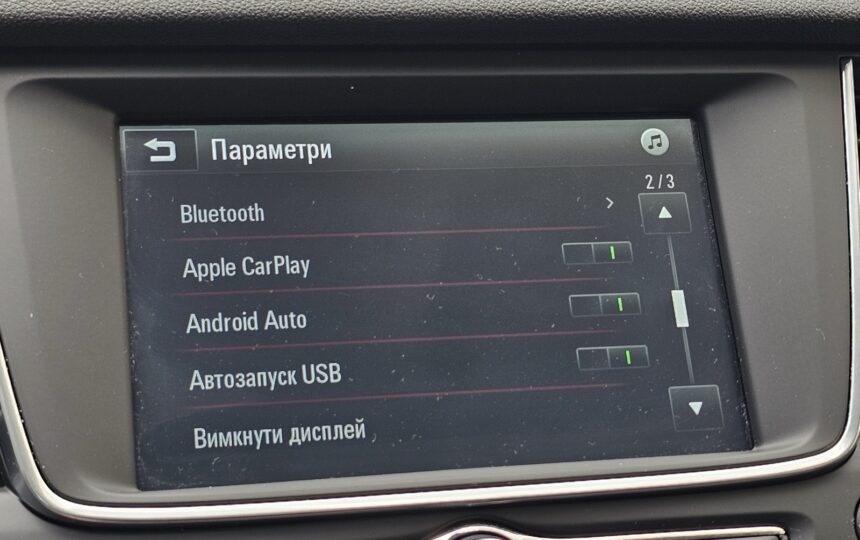 Параметри
2/3
Bluetooth
Apple CarPlay
Android Auto
Автозапуск USB
Вимкнути дисплей